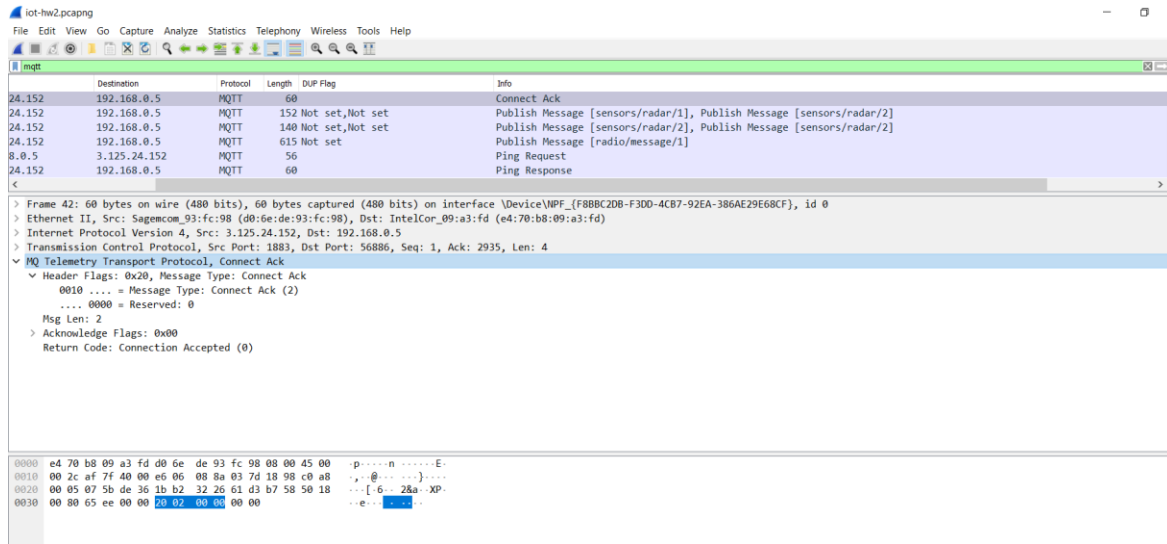 iot-hw2.pcapng
File Edit View Go Capture Analyze Statistics Telephony Wireless Tools Help
mqtt
Destination Protocol Length DUP Flag Info
24.152 192.168.0.5 MQTT 60 Connect Ack
24.152 192.168.0.5 MQTT 152 Not set,Not set Publish Message [sensors/radar/1], Publish Message [sensors/radar/2]
24.152 192.168.0.5 MQTT 140 Not set,Not set Publish Message [sensors/radar/2], Publish Message [sensors/radar/2]
24.152 192.168.0.5 MQTT 615 Not set Publish Message [radio/message/1]
8.0.5 3.125.24.152 MQTT 56 Ping Request
24.152 192.168.0.5 MQTT 60 Ping Response
> Frame 42: 60 bytes on wire (480 bits), 60 bytes captured (480 bits) on interface \Device\NPF_{F8BBC2DB-F3DD-4CB7-92EA-386AE29E68CF}, id 0
> Ethernet II, Src: Sagemcom_93:fc:98 (d0:6e:de:93:fc:98), Dst: IntelCor_09:a3:fd (e4:70:b8:09:a3:fd)
> Internet Protocol Version 4, Src: 3.125.24.152, Dst: 192.168.0.5
> Transmission Control Protocol, Src Port: 1883, Dst Port: 56886, Seq: 1, Ack: 2935, Len: 4
MQ Telemetry Transport Protocol, Connect Ack
Header Flags: 0x20, Message Type: Connect Ack
0010 .... = Message Type: Connect Ack (2)
.... 0000 = Reserved: 0
Msg Len: 2
> Acknowledge Flags: 0x00
Return Code: Connection Accepted (0)
0000 e4 70 b8 09 a3 fd d0 6e de 93 fc 98 08 00 45 00 ·p·····n ······E·
0010 00 2c af 7f 40 00 e6 06 08 8a 03 7d 18 98 c0 a8 ·,··@··· ···}····
0020 00 05 07 5b de 36 1b b2 32 26 61 d3 b7 58 50 18 ···[·6·· 2&a··XP·
0030 00 80 65 ee 00 00 20 02 00 00 00 00 ··e··· · ····